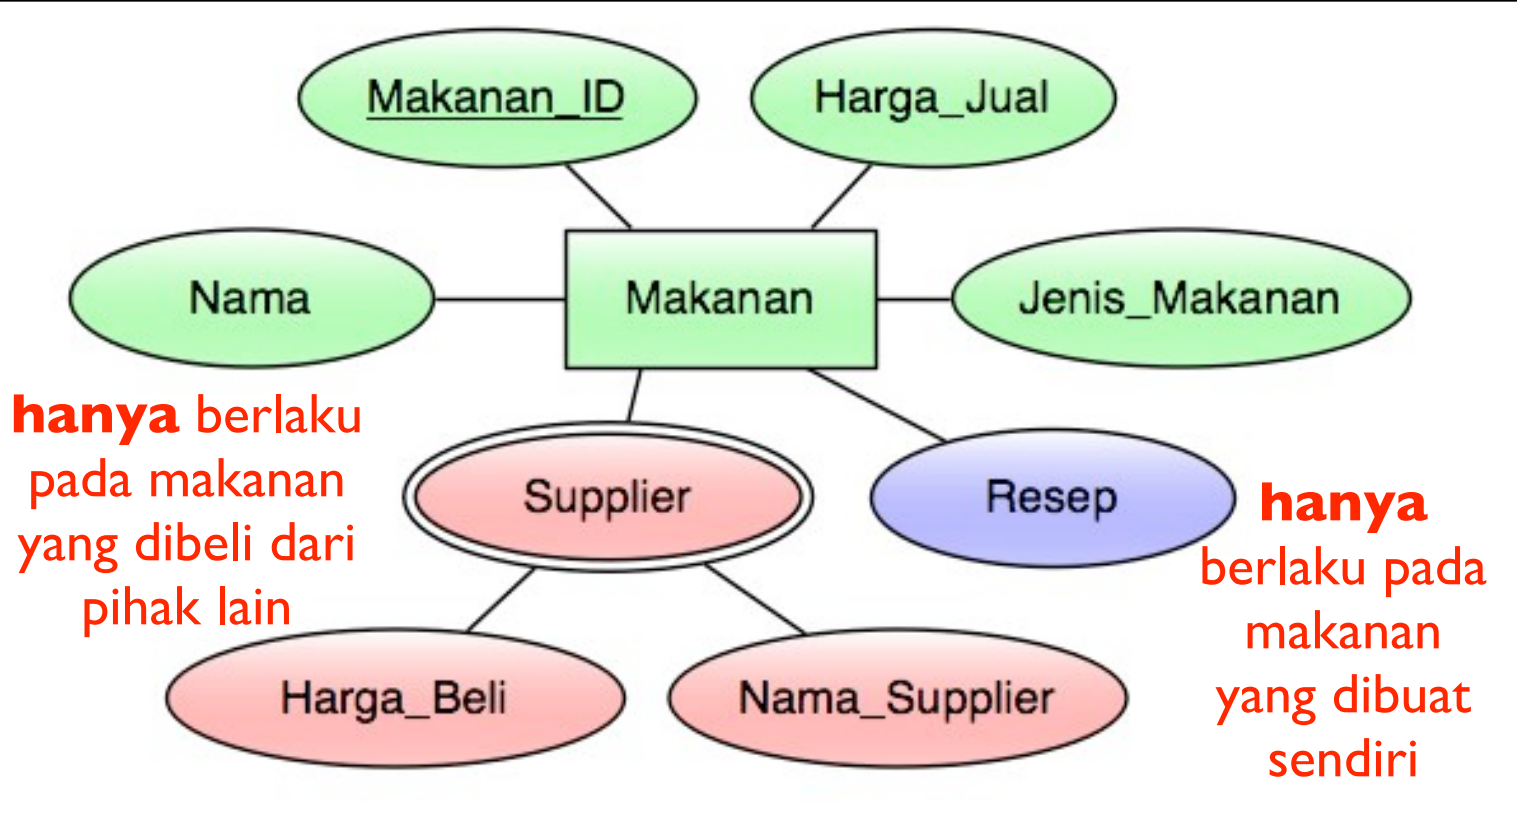 Makanan_ID
Harga_Jual
Nama
Makanan
Jenis_Makanan
hanya berlaku
pada makanan
yang dibeli dari
pihak lain
Supplier
Resep
hanya
berlaku pada
makanan
yang dibuat
sendiri
Harga_Beli
Nama_Supplier